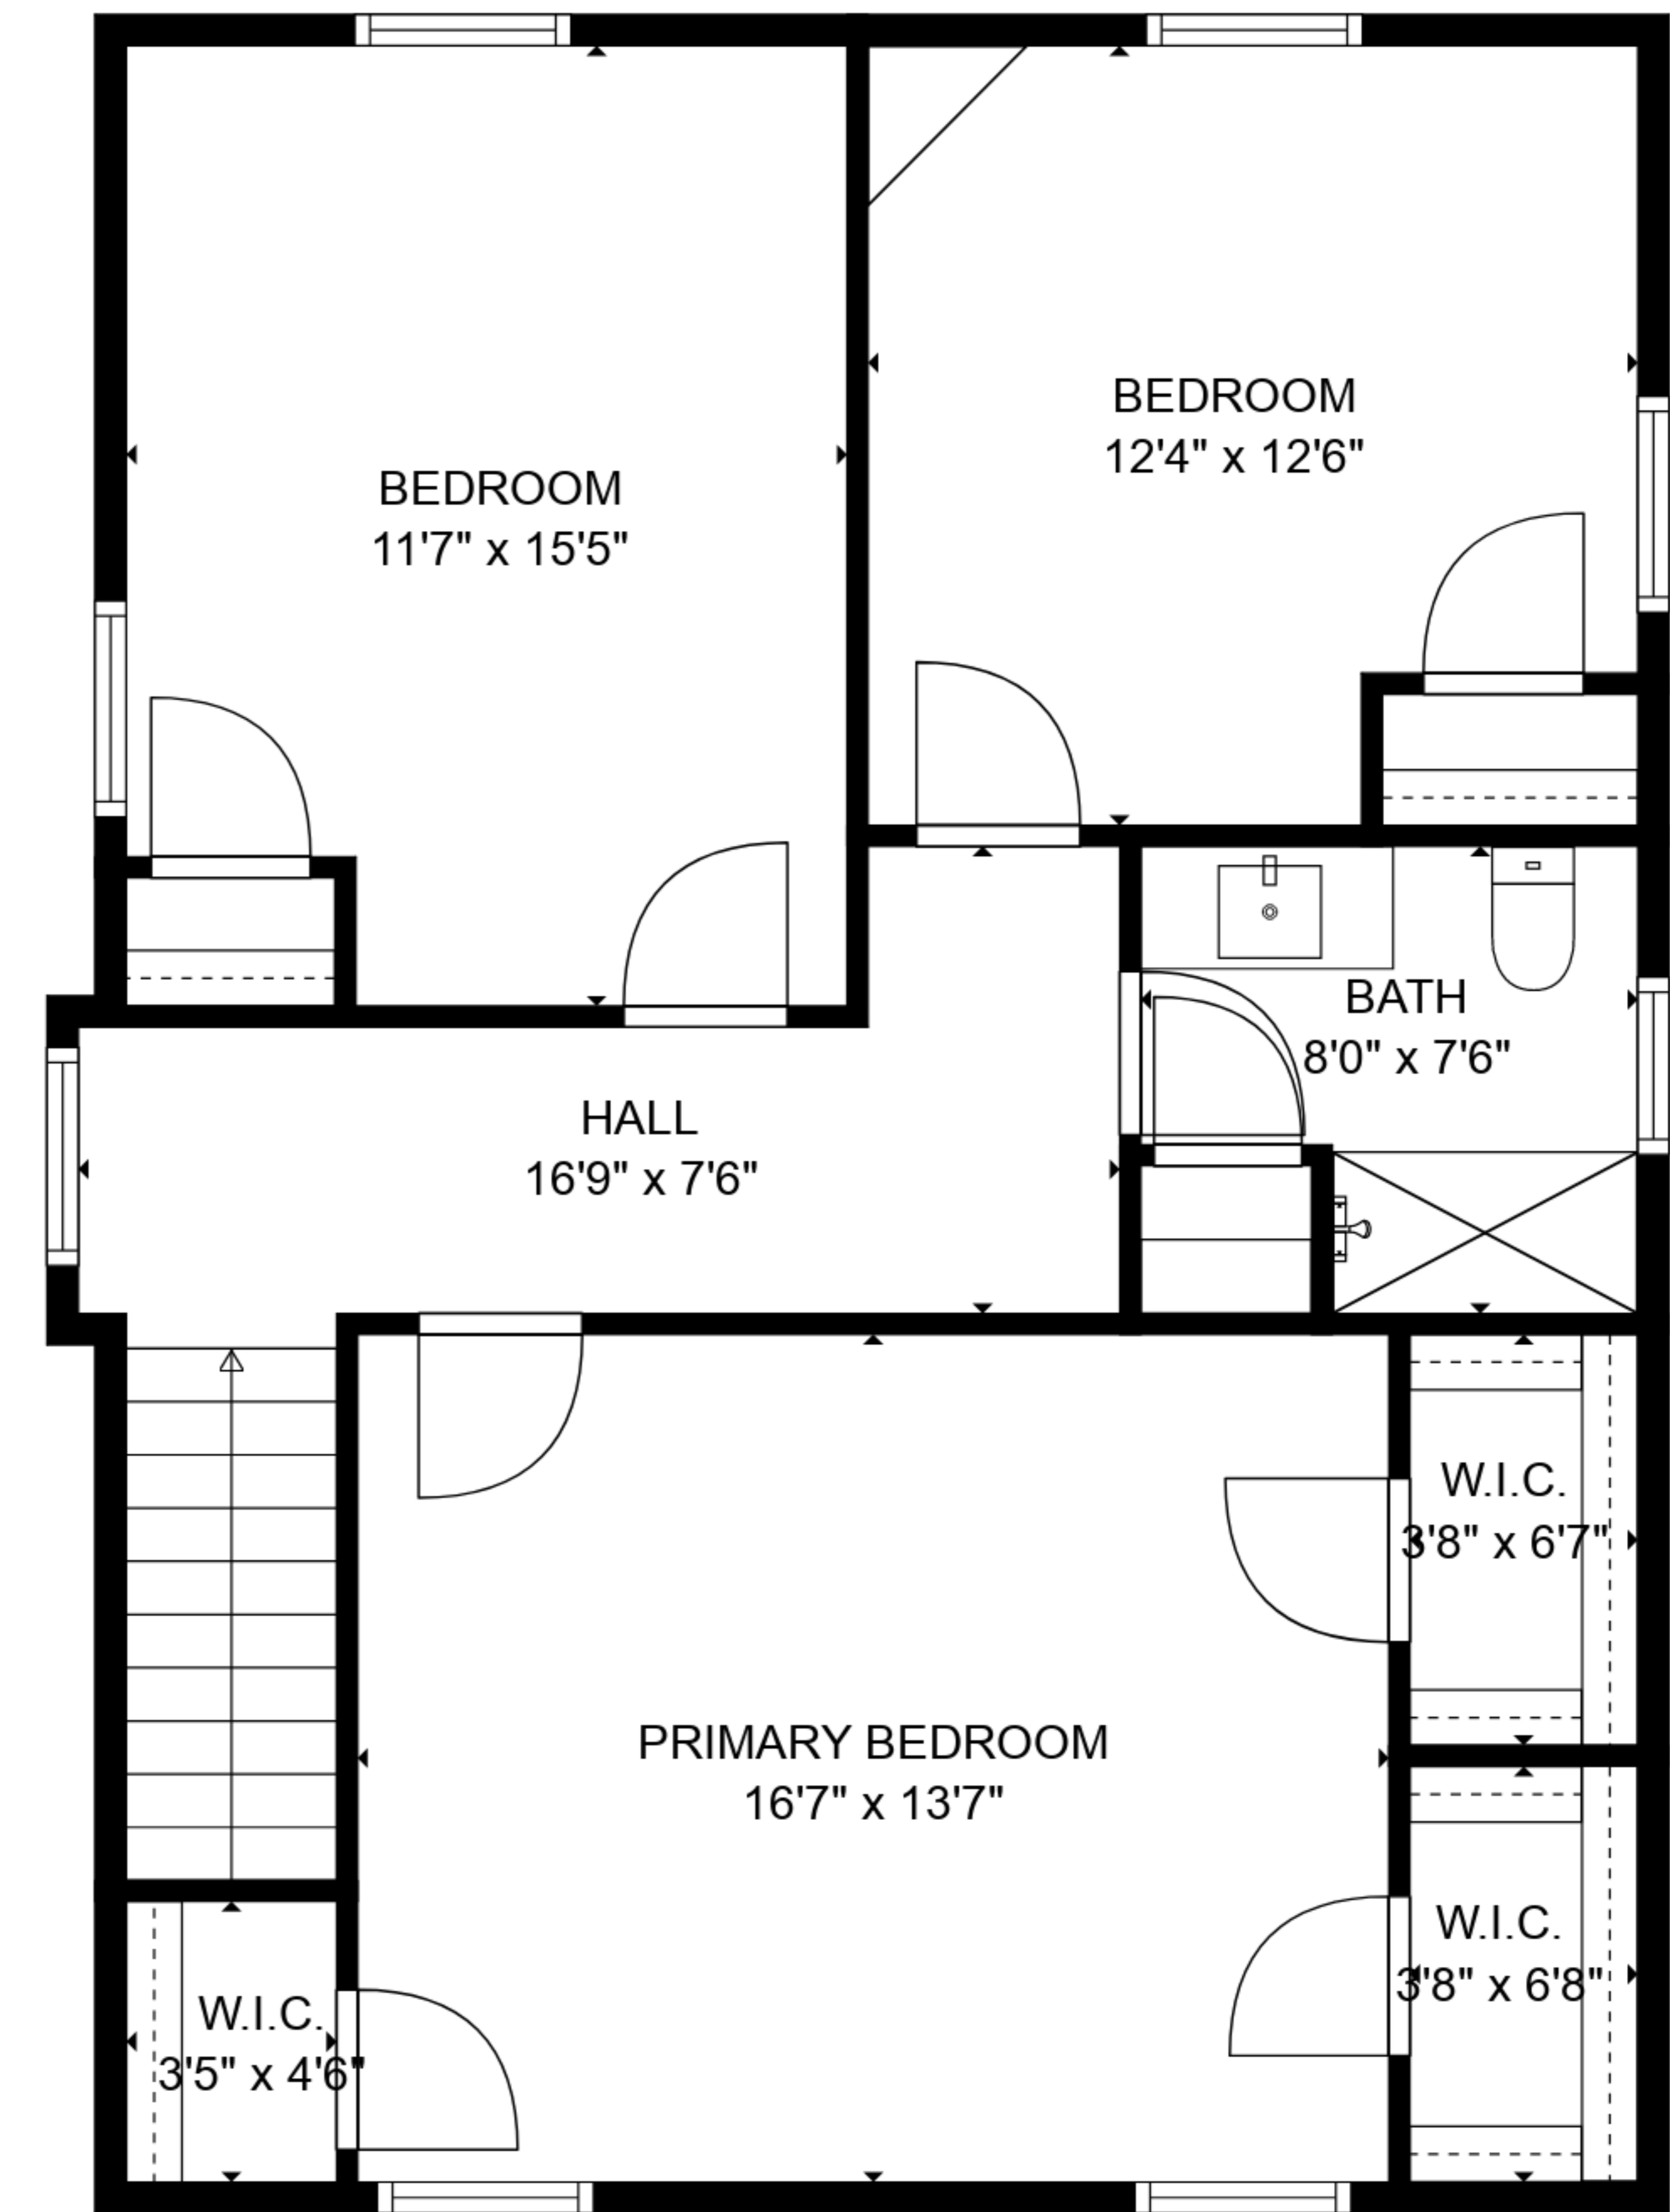 BEDROOM
12'4" x 12'6"
BEDROOM
11'7" x 15'5"
BATH
8'0" x 7'6"
HALL
16'9" x 7'6"
W.I.C.
3'8" x 6'7"
PRIMARY BEDROOM
16'7" x 13'7"
W.I.C.
3'8" x 6'8"
W.I.C.
3'5" x 4'6"